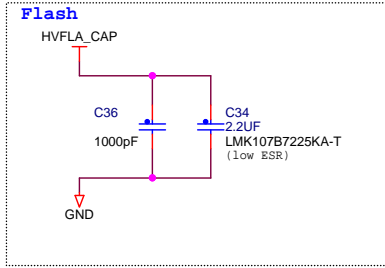 Flash
HVFLA_CAP
C36
1000pF
C34
2.2UF
LMK107B7225KA-T
(low ESR)
GND